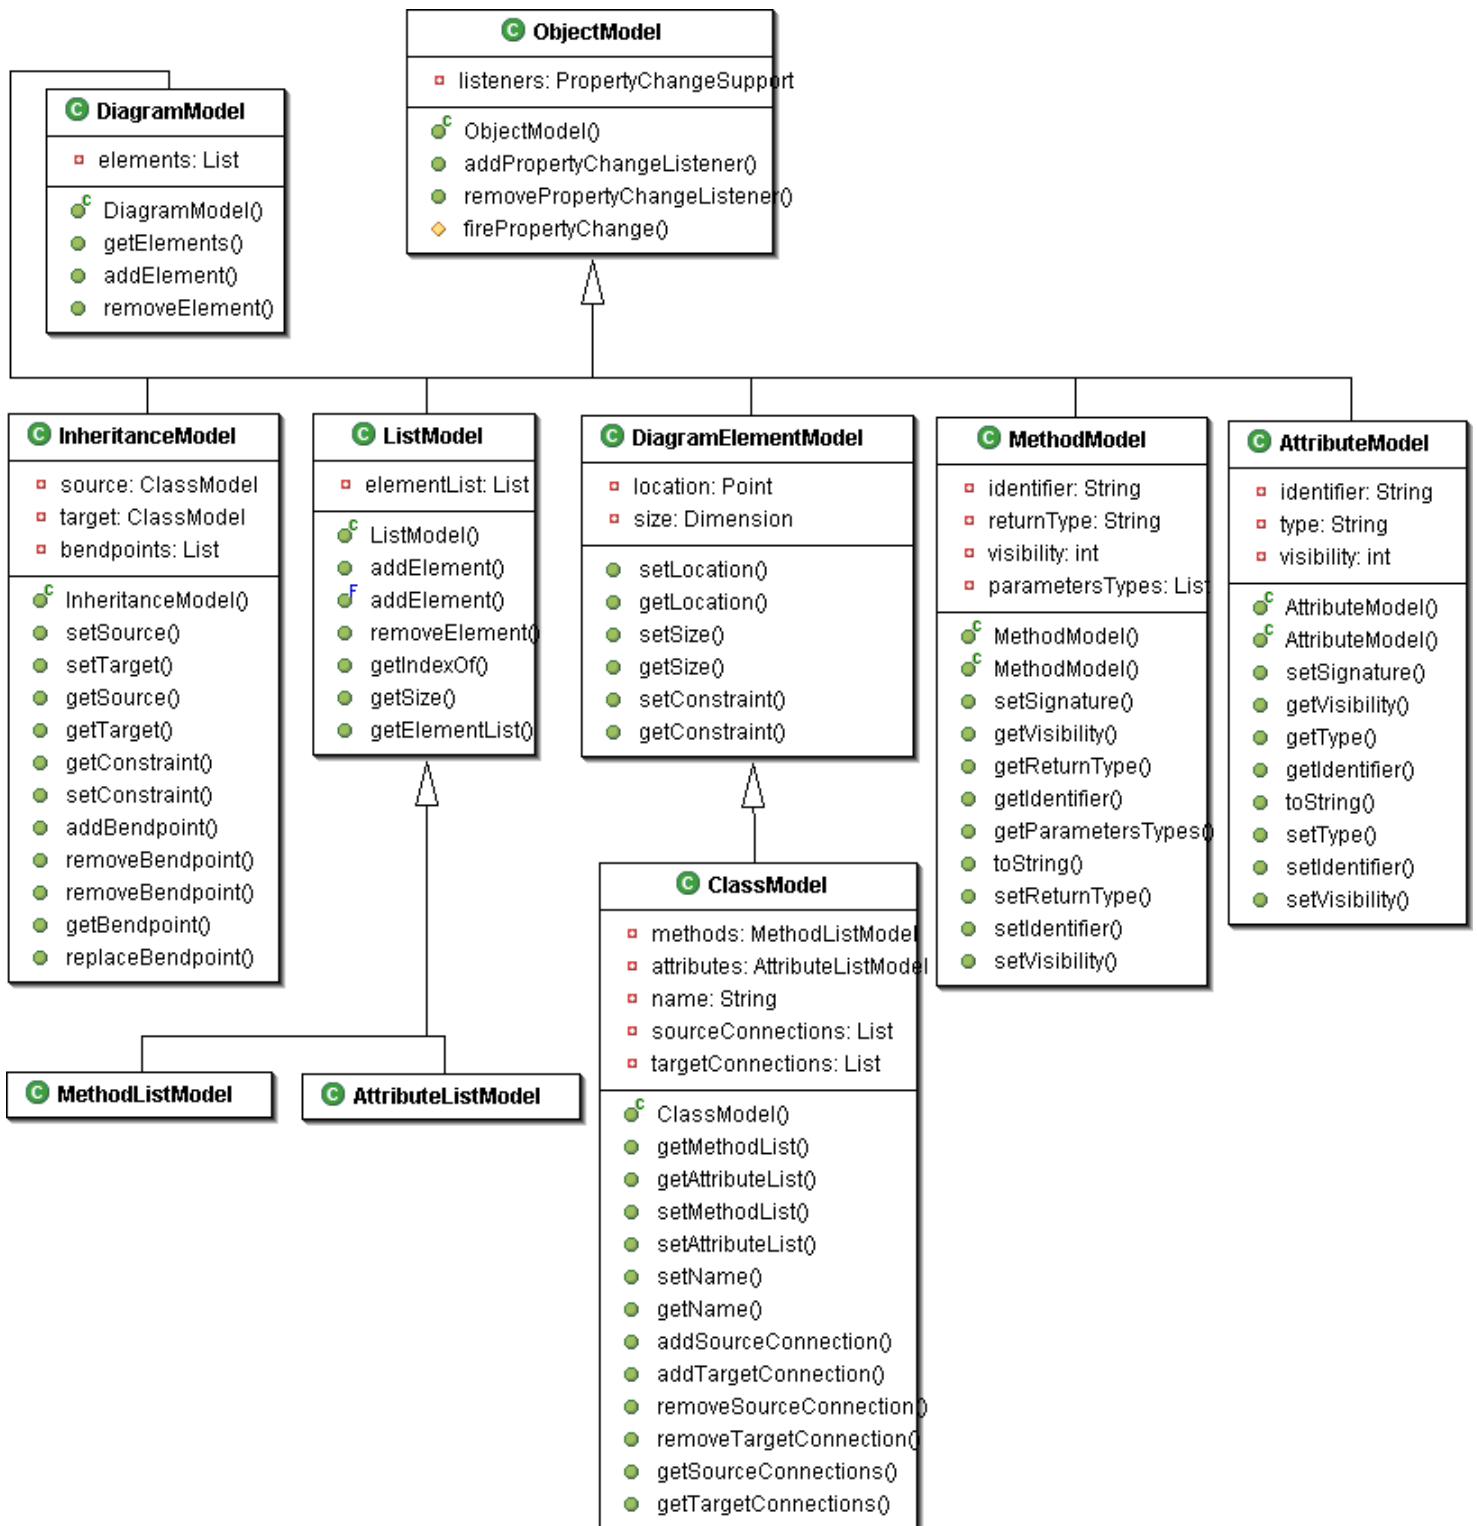 ObjectModel
listeners: PropertyChangeSupport
ObjectModel()
addPropertyChangeListener()
removePropertyChangeListener()
firePropertyChange()
DiagramModel
elements: List
DiagramModel()
getElements()
addElement()
removeElement()
InheritanceModel
source: ClassModel
target: ClassModel
bendpoints: List
InheritanceModel()
setSource()
setTarget()
getSource()
getTarget()
getConstraint()
setConstraint()
addBendpoint()
removeBendpoint()
removeBendpoint()
getBendpoint()
replaceBendpoint()
ListModel
elementList: List
ListModel()
addElement()
addElement()
removeElement()
getIndexOf()
getSize()
getElementList()
DiagramElementModel
location: Point
size: Dimension
setLocation()
getLocation()
setSize()
getSize()
setConstraint()
getConstraint()
MethodModel
identifier: String
returnType: String
visibility: int
parametersTypes: List
MethodModel()
MethodModel()
setSignature()
getVisibility()
getReturnType()
getIdentifier()
getParametersTypes()
toString()
setReturnType()
setIdentifier()
setVisibility()
AttributeModel
identifier: String
type: String
visibility: int
AttributeModel()
AttributeModel()
setSignature()
getVisibility()
getType()
getIdentifier()
toString()
setType()
setIdentifier()
setVisibility()
MethodListModel
AttributeListModel
ClassModel
methods: MethodListModel
attributes: AttributeListModel
name: String
sourceConnections: List
targetConnections: List
ClassModel()
getMethodList()
getAttributeList()
setMethodList()
setAttributeList()
setName()
getName()
addSourceConnection()
addTargetConnection()
removeSourceConnection()
removeTargetConnection()
getSourceConnections()
getTargetConnections()